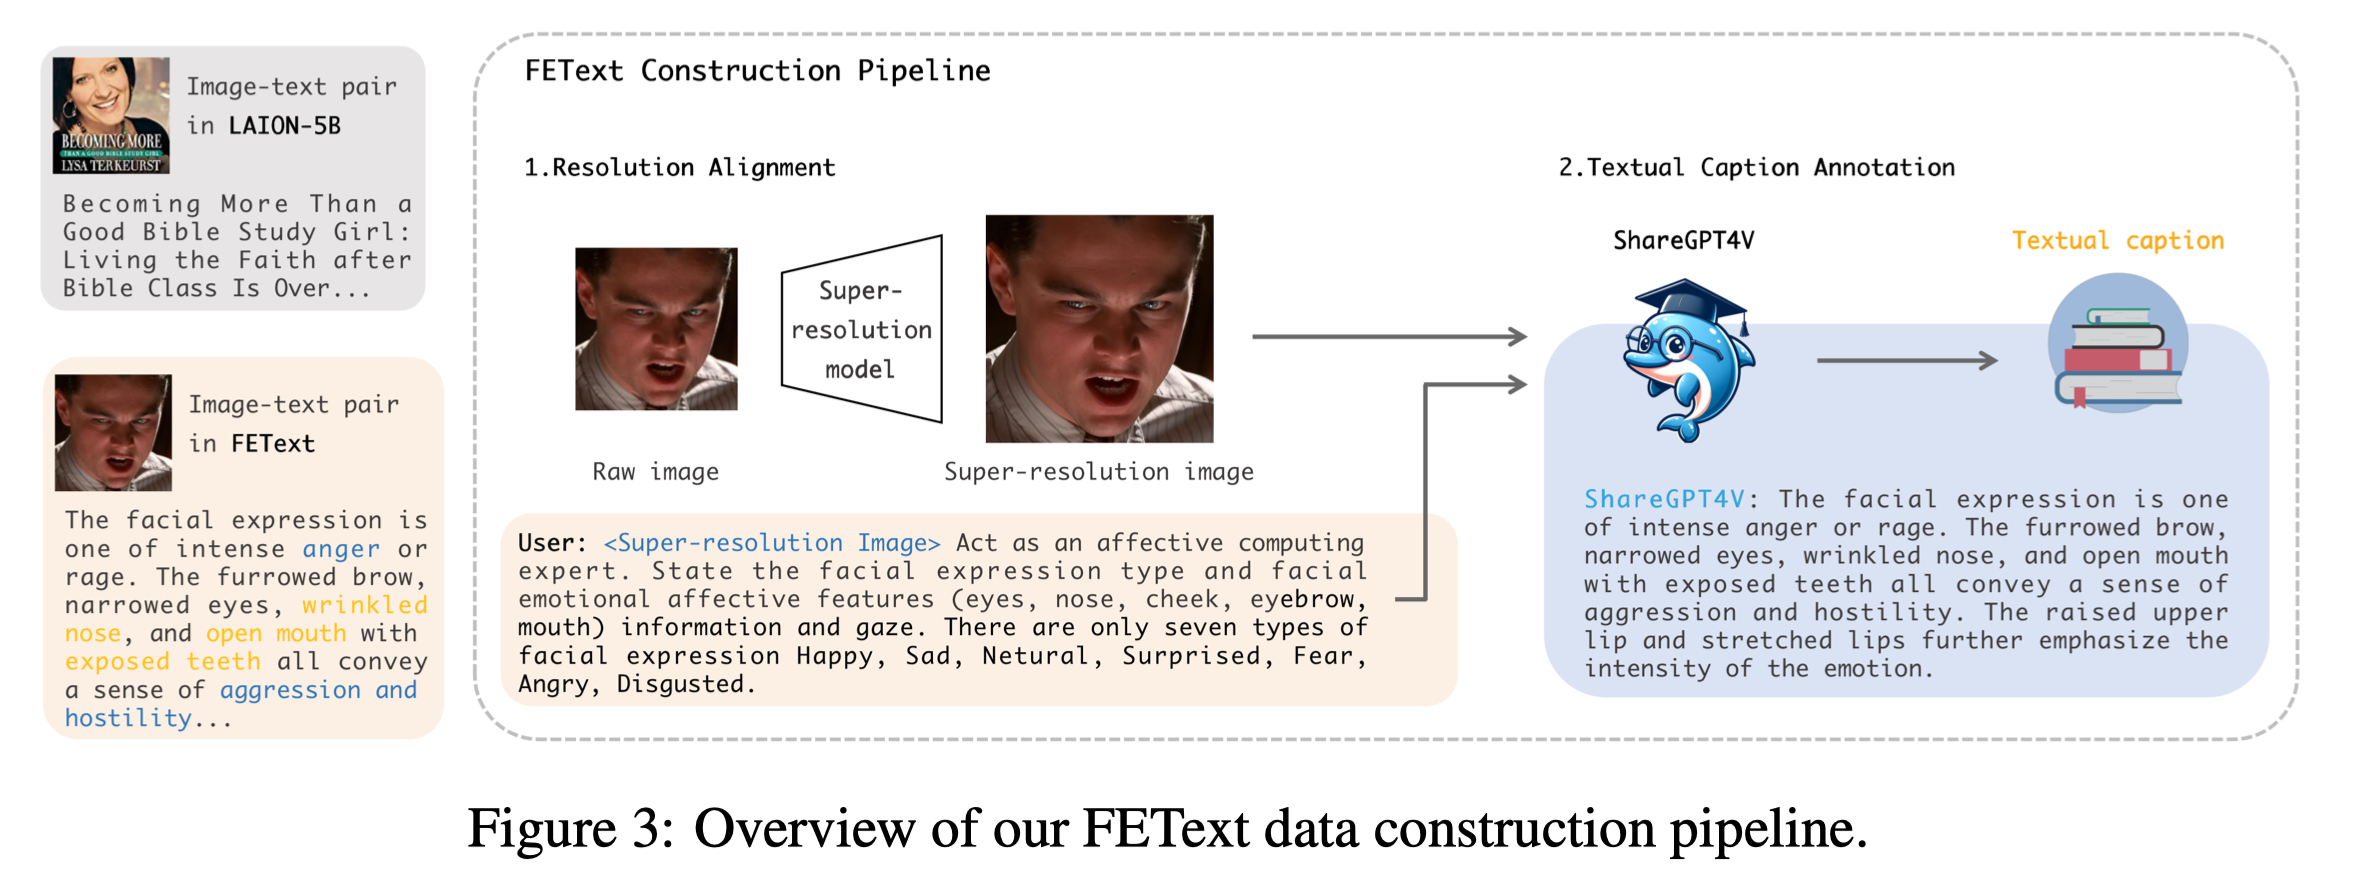 BECOMING MORE
THAN A GOOD BIBLE STUDY GIRL
LYSA TERKEURST
Image-text pair
in LAION-5B
Becoming More Than a
Good Bible Study Girl:
Living the Faith after
Bible Class Is Over...
Image-text pair
in FEText
The facial expression is
one of intense anger or
rage. The furrowed brow,
narrowed eyes, wrinkled
nose, and open mouth with
exposed teeth all convey
a sense of aggression and
hostility...
FEText Construction Pipeline
1.Resolution Alignment
Super-
resolution
model
Raw image
Super-resolution image
User: <Super-resolution Image> Act as an affective computing
expert. State the facial expression type and facial
emotional affective features (eyes, nose, cheek, eyebrow,
mouth) information and gaze. There are only seven types of
facial expression Happy, Sad, Netural, Surprised, Fear,
Angry, Disgusted.
2.Textual Caption Annotation
ShareGPT4V
Textual caption
ShareGPT4V: The facial expression is one
of intense anger or rage. The furrowed brow,
narrowed eyes, wrinkled nose, and open mouth
with exposed teeth all convey a sense of
aggression and hostility. The raised upper
lip and stretched lips further emphasize the
intensity of the emotion.
Figure 3: Overview of our FEText data construction pipeline.